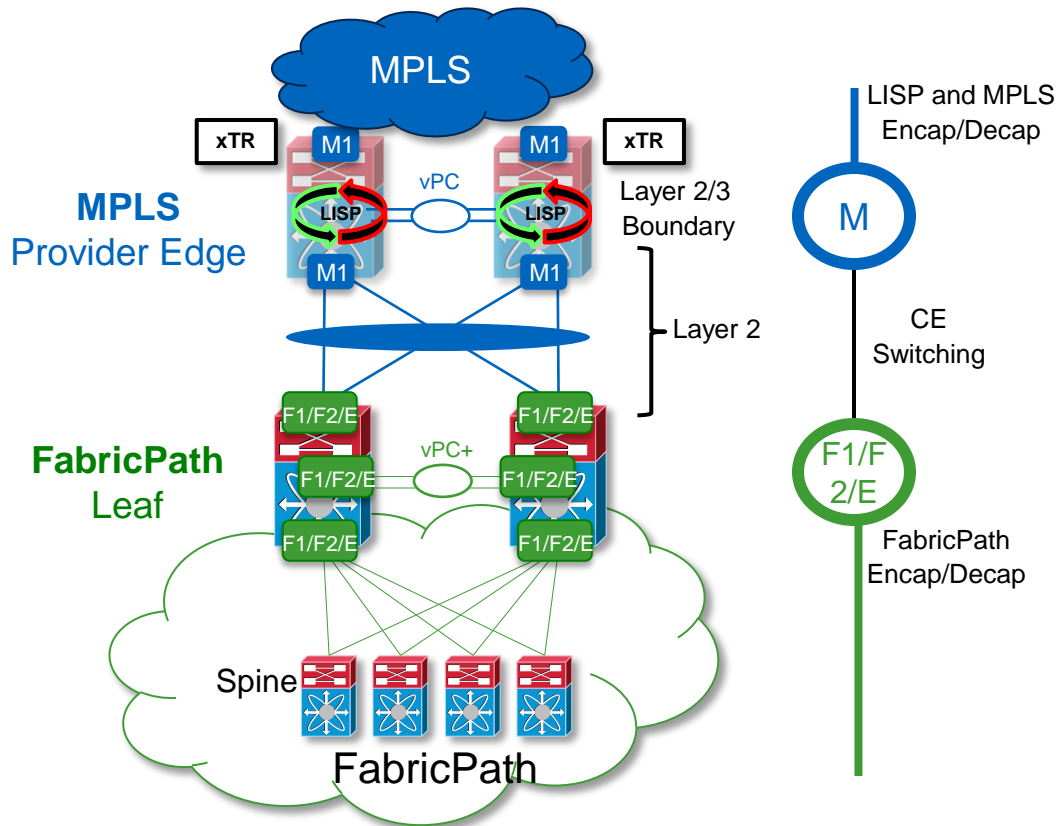 MPLS
LISP and MPLS
Encap/Decap
xTR
M1
M1
xTR
vPC
LISP
LISP
Layer 2/3
Boundary
M
MPLS
Provider Edge
M1
M1
Layer 2
CE
Switching
F1/F2/E
F1/F2/E
vPC+
FabricPath
Leaf
F1/F2/E
F1/F2/E
F1/F
2/E
F1/F2/E
F1/F2/E
FabricPath
Encap/Decap
Spine
FabricPath